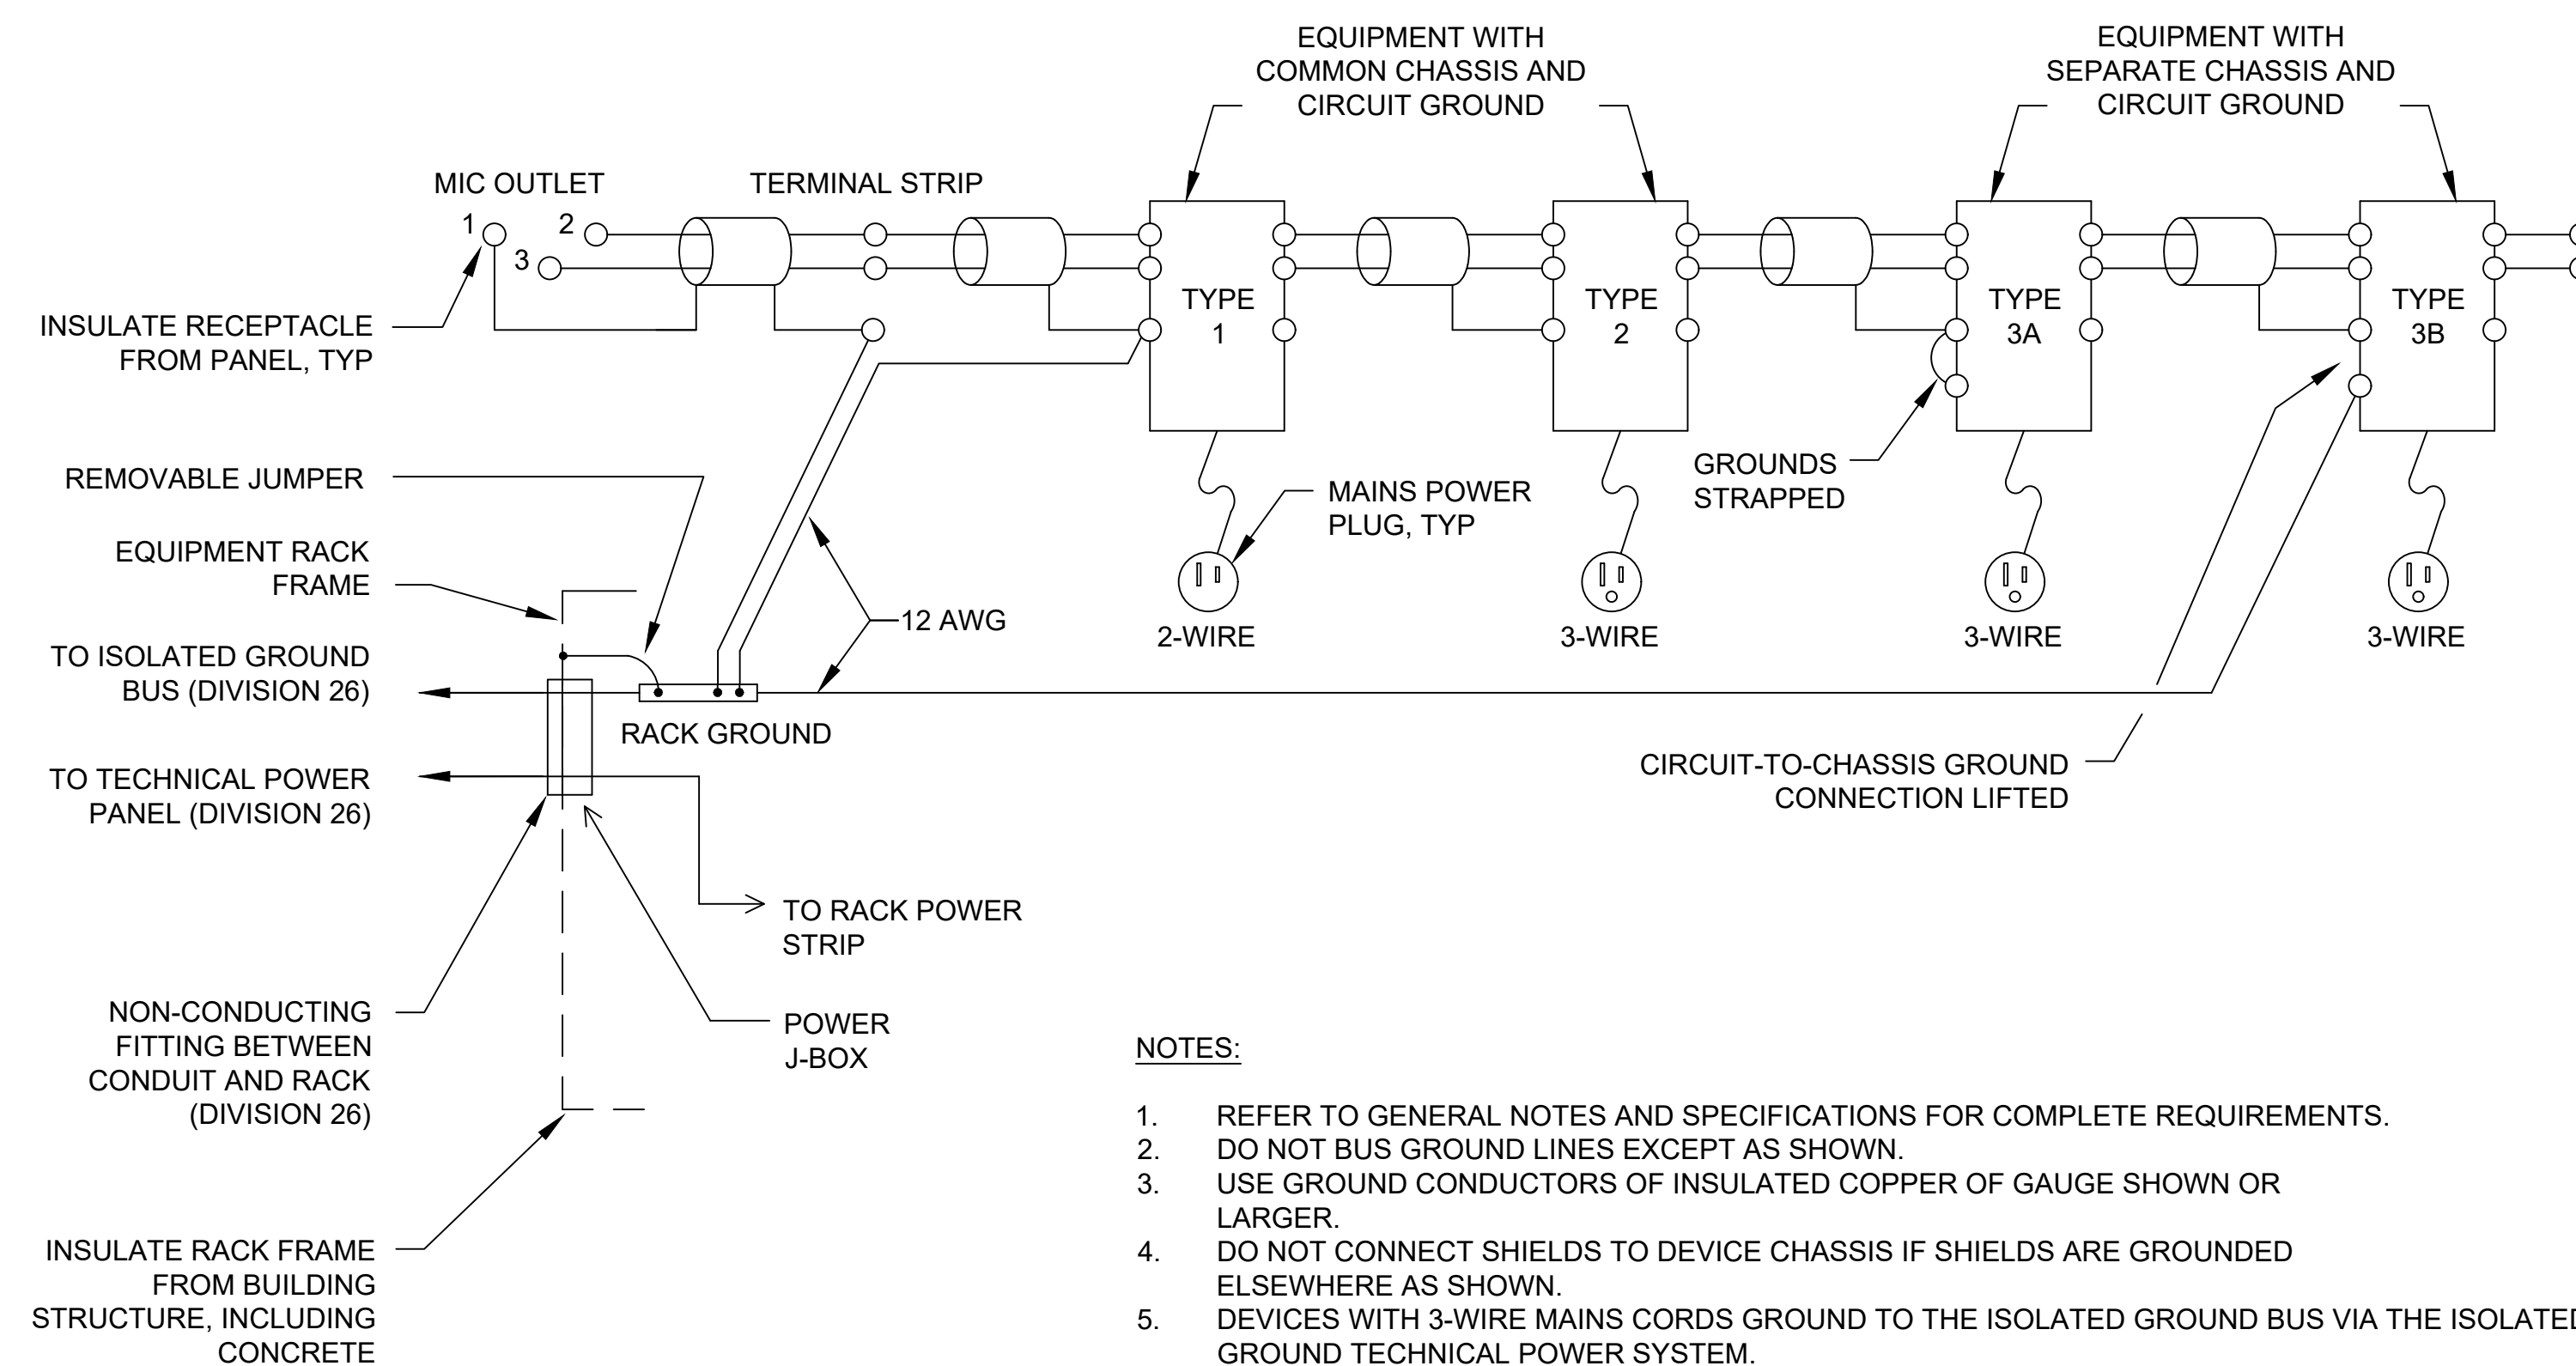 EQUIPMENT WITH
COMMON CHASSIS AND
CIRCUIT GROUND
EQUIPMENT WITH
SEPARATE CHASSIS AND
CIRCUIT GROUND
MIC OUTLET
TERMINAL STRIP
1
2
3
TYPE
1
TYPE
2
TYPE
3A
TYPE
3B
INSULATE RECEPTACLE
FROM PANEL, TYP
REMOVABLE JUMPER
GROUNDS
STRAPPED
MAINS POWER
PLUG, TYP
EQUIPMENT RACK
FRAME
12 AWG
2-WIRE
3-WIRE
3-WIRE
3-WIRE
TO ISOLATED GROUND
BUS (DIVISION 26)
RACK GROUND
TO TECHNICAL POWER
PANEL (DIVISION 26)
CIRCUIT-TO-CHASSIS GROUND
CONNECTION LIFTED
TO RACK POWER
STRIP
NON-CONDUCTING
FITTING BETWEEN
CONDUIT AND RACK
(DIVISION 26)
POWER
J-BOX
INSULATE RACK FRAME
FROM BUILDING
STRUCTURE, INCLUDING
CONCRETE
NOTES:
1. REFER TO GENERAL NOTES AND SPECIFICATIONS FOR COMPLETE REQUIREMENTS.
2. DO NOT BUS GROUND LINES EXCEPT AS SHOWN.
3. USE GROUND CONDUCTORS OF INSULATED COPPER OF GAUGE SHOWN OR
LARGER.
4. DO NOT CONNECT SHIELDS TO DEVICE CHASSIS IF SHIELDS ARE GROUNDED
ELSEWHERE AS SHOWN.
5. DEVICES WITH 3-WIRE MAINS CORDS GROUND TO THE ISOLATED GROUND BUS VIA THE ISOLATED
GROUND TECHNICAL POWER SYSTEM.